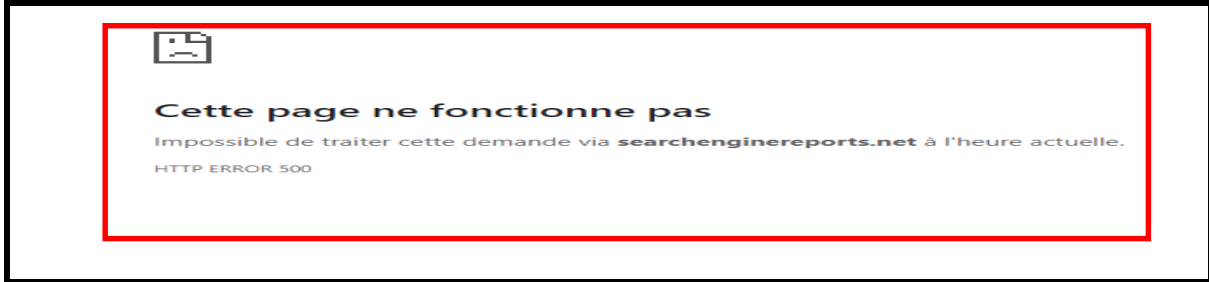 Cette page ne fonctionne pas
Impossible de traiter cette demande via searchenginereports.net à l'heure actuelle.
HTTP ERROR 500